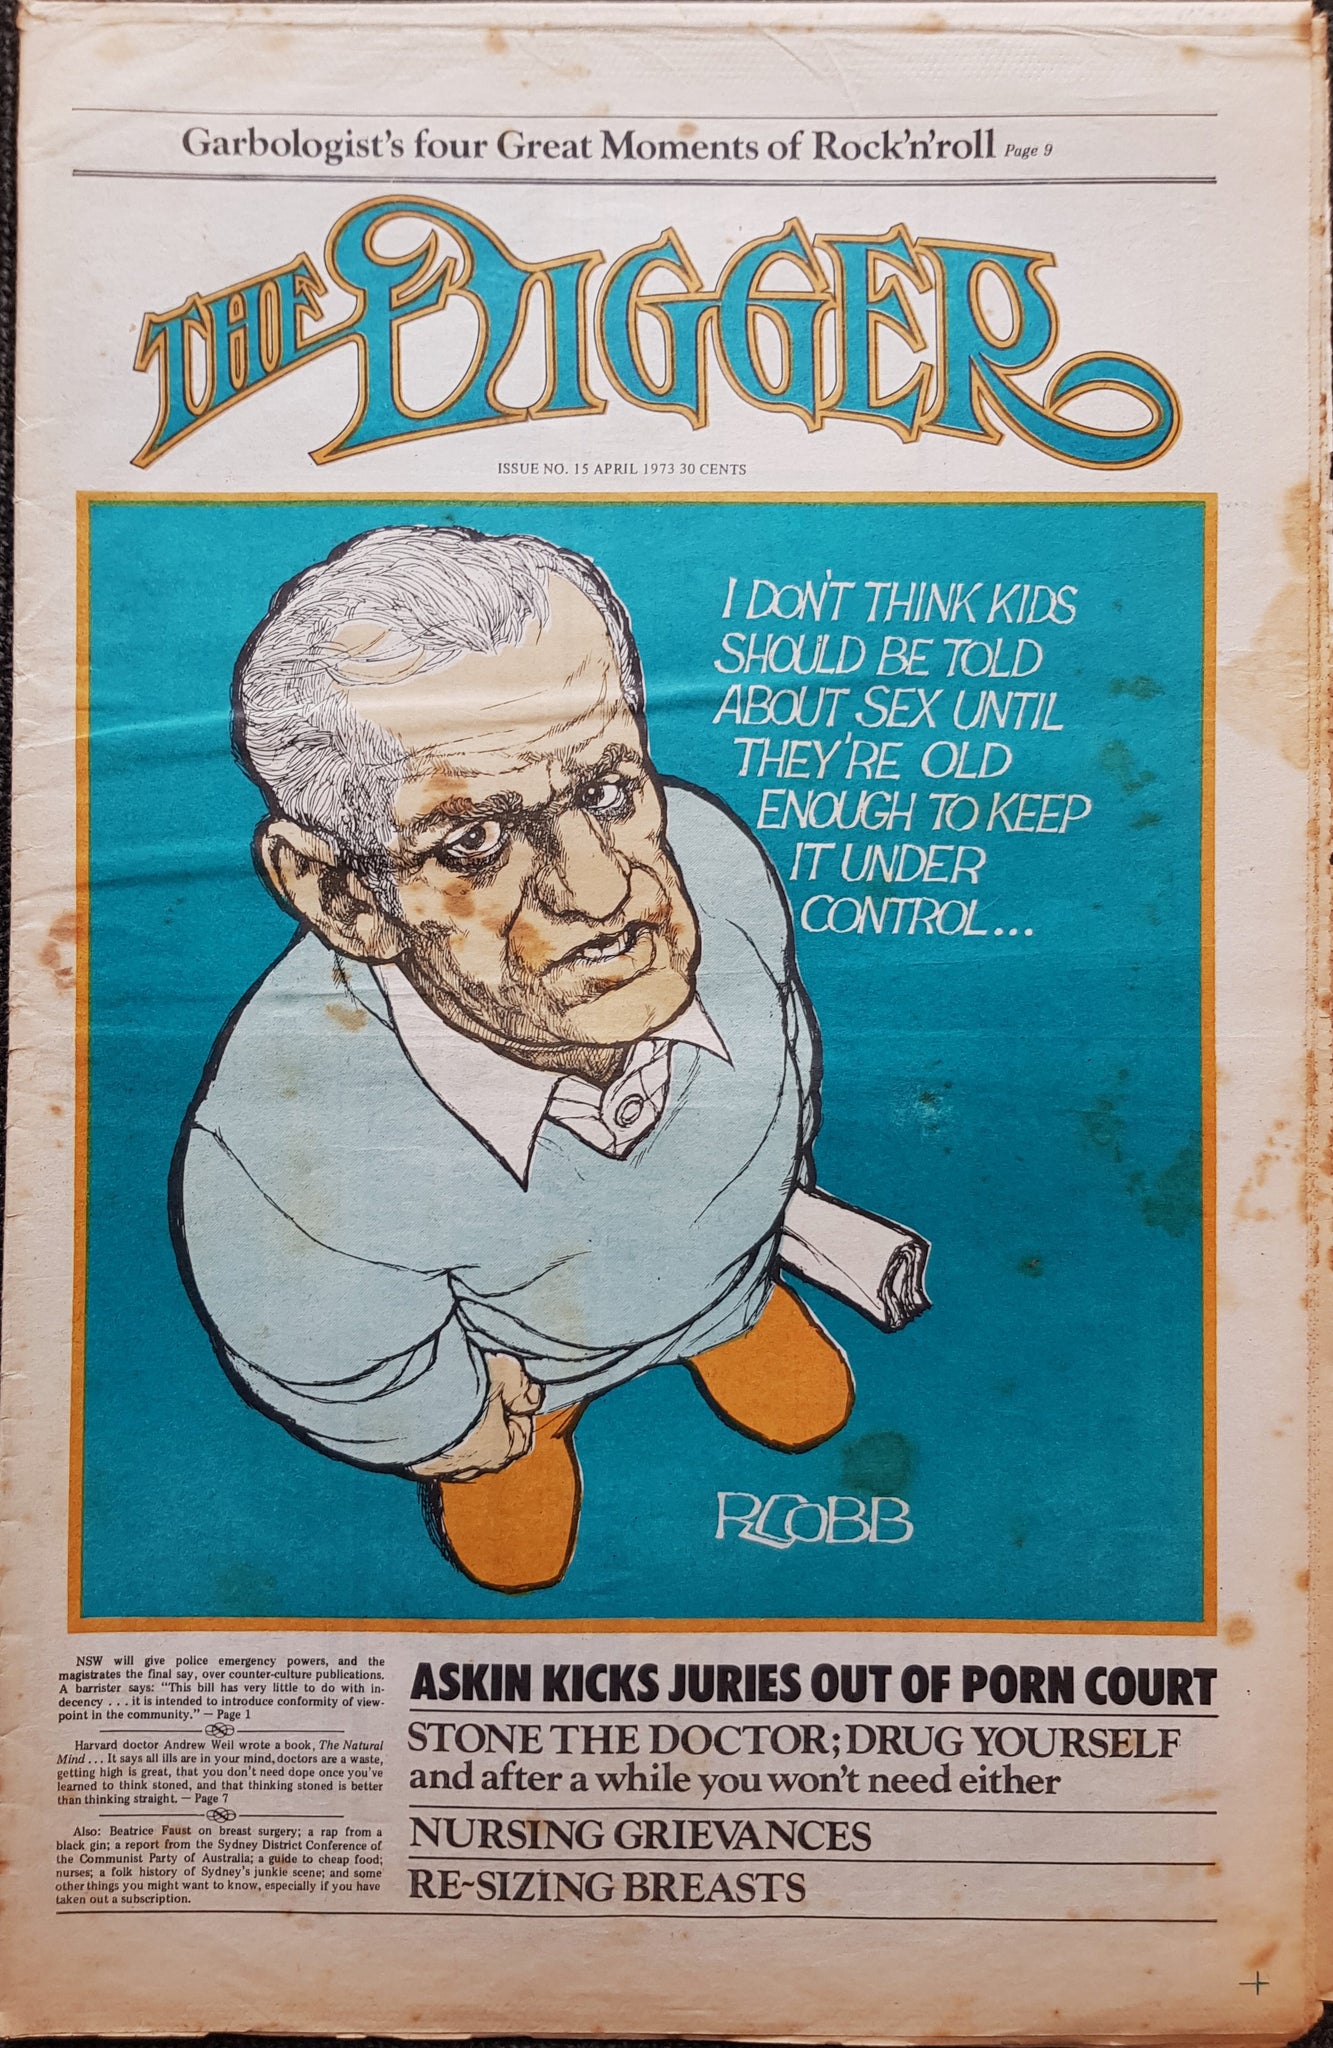 Garbologist's four Great Moments of Rock'n'roll Page 9
THE DIGGER
ISSUE NO. 15 APRIL 1973 30 CENTS
I DON'T THINK KIDS
SHOULD BE TOLD
ABOUT SEX UNTIL
THEY'RE OLD
ENOUGH TO KEEP
IT UNDER
CONTROL...
RCOBB
NSW will give police emergency powers, and the
magistrates the final say, over counter-culture publications.
A barrister says: "This bill has very little to do with in-
decency . . . it is intended to introduce conformity of view-
point in the community." — Page 1
Harvard doctor Andrew Weil wrote a book, The Natural
Mind . . . It says all ills are in your mind, doctors are a waste,
getting high is great, that you don't need dope once you've
learned to think stoned, and that thinking stoned is better
than thinking straight. — Page 7
Also: Beatrice Faust on breast surgery; a rap from a
black gin; a report from the Sydney District Conference of
the Communist Party of Australia; a guide to cheap food;
nurses; a folk history of Sydney's junkie scene; and some
other things you might want to know, especially if you have
taken out a subscription.
ASKIN KICKS JURIES OUT OF PORN COURT
STONE THE DOCTOR; DRUG YOURSELF
and after a while you won't need either
NURSING GRIEVANCES
RE-SIZING BREASTS